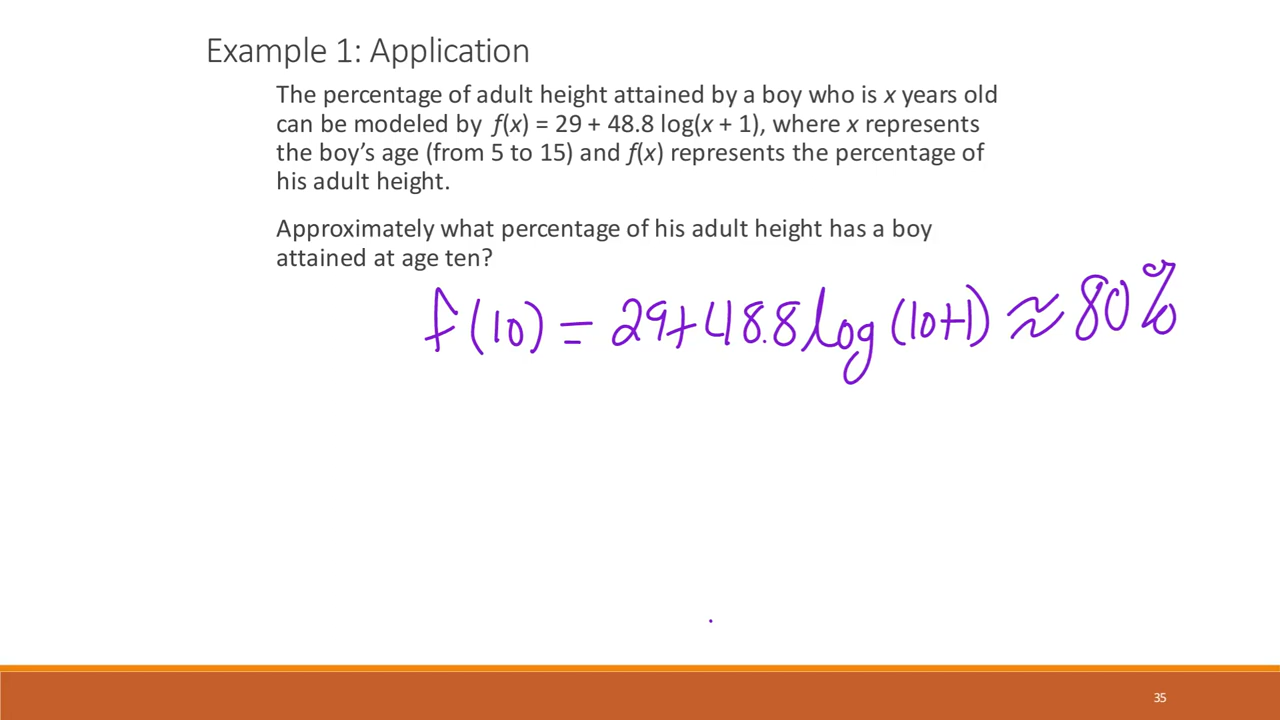 Example 1: Application
The percentage of adult height attained by a boy who is x years old
can be modeled by f(x) = 29 + 48.8 log(x + 1), where x represents
the boy’s age (from 5 to 15) and f(x) represents the percentage of
his adult height.
Approximately what percentage of his adult height has a boy
attained at age ten?
f(10) = 29+48.8log(10+1) ≈ 80%
35